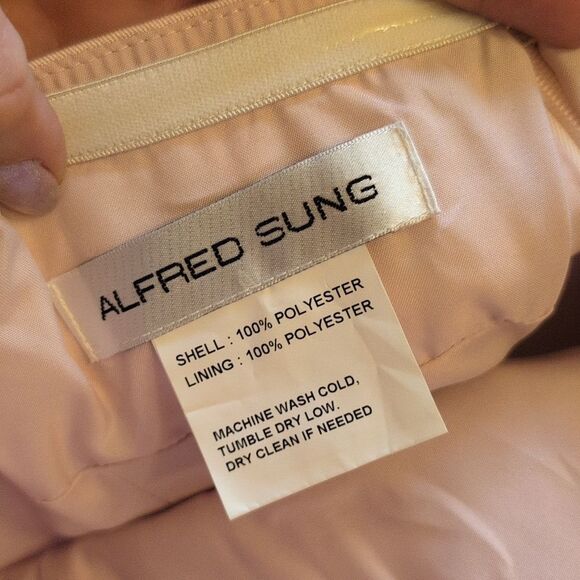 ALFRED SUNG
SHELL : 100% POLYESTER
LINING : 100% POLYESTER
MACHINE WASH COLD,
TUMBLE DRY LOW.
DRY CLEAN IF NEEDED